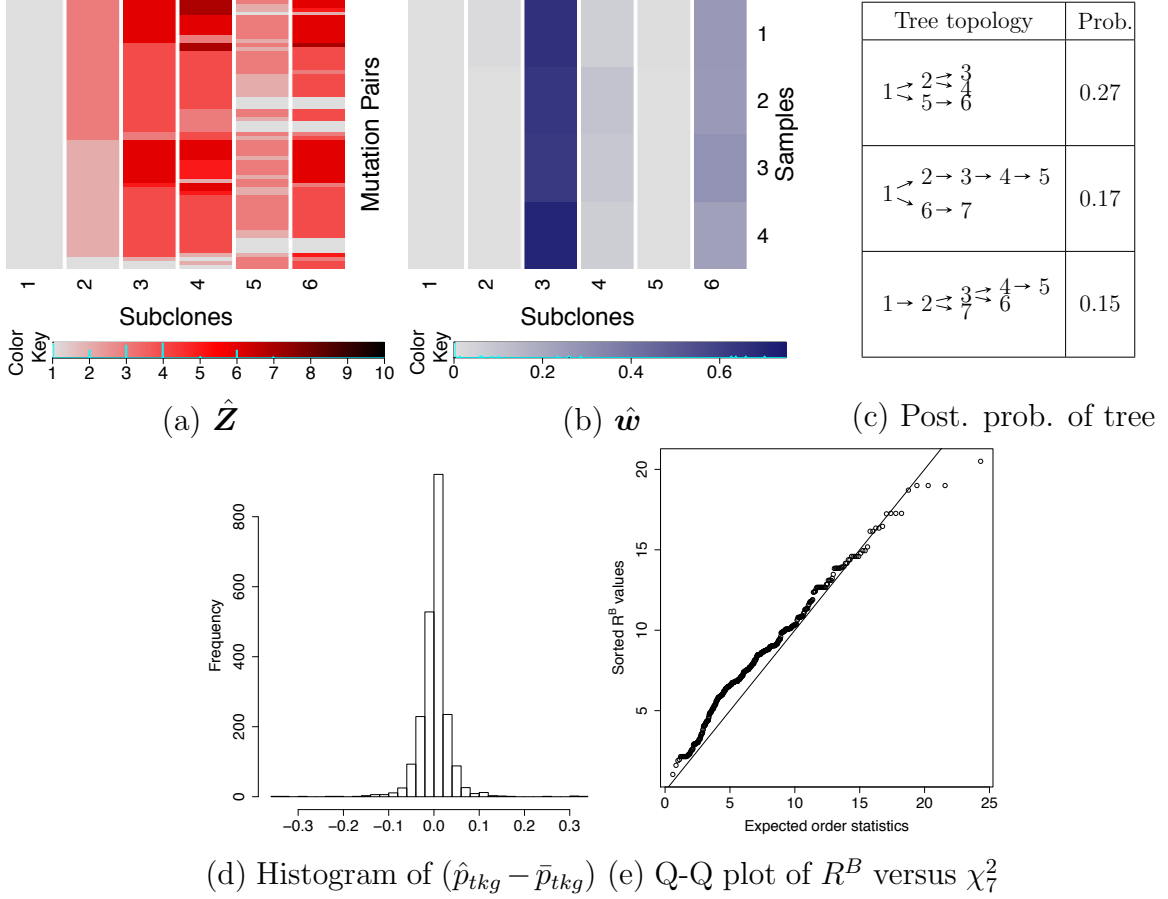 Mutation Pairs
1 2 3 4 5 6
Subclones
Color Key
1 2 3 4 5 6 7 8 9 10
(a) Ẑ
1
2
3
4
Samples
1 2 3 4 5 6
Subclones
Color Key
0 0.2 0.4 0.6
(b) ŵ
Tree topology Prob.
1 → 2 → 3
→ 4
→ 5 → 6
0.27
1 → 2 → 3 → 4 → 5
→ 6 → 7
0.17
1 → 2 → 3 → 4 → 5
→ 6
→ 7
0.15
(c) Post. prob. of tree
Frequency
800
600
400
200
0
−0.3 −0.2 −0.1 0.0 0.1 0.2 0.3
(d) Histogram of (p̂tkg − p̄tkg)
Sorted R^B values
20
15
10
5
0 5 10 15 20 25
Expected order statistics
(e) Q-Q plot of R^B versus χ²₇